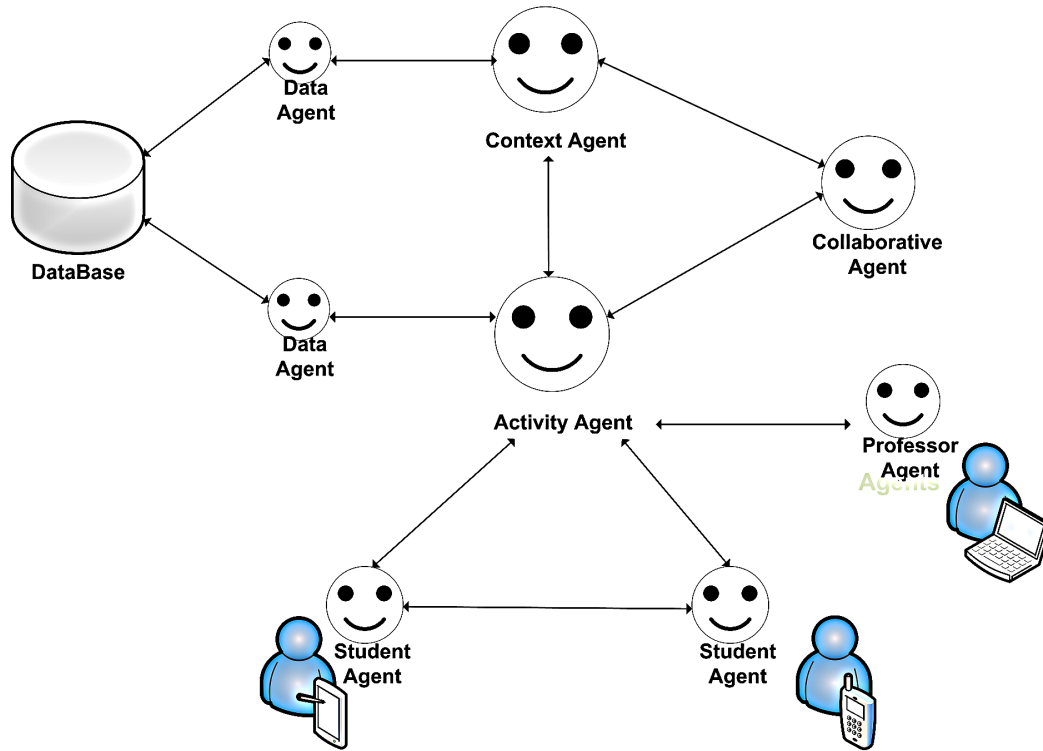 Data
Agent
Context Agent
Collaborative
Agent
DataBase
Data
Agent
Activity Agent
Professor
Agent
Agents
Student
Agent
Student
Agent